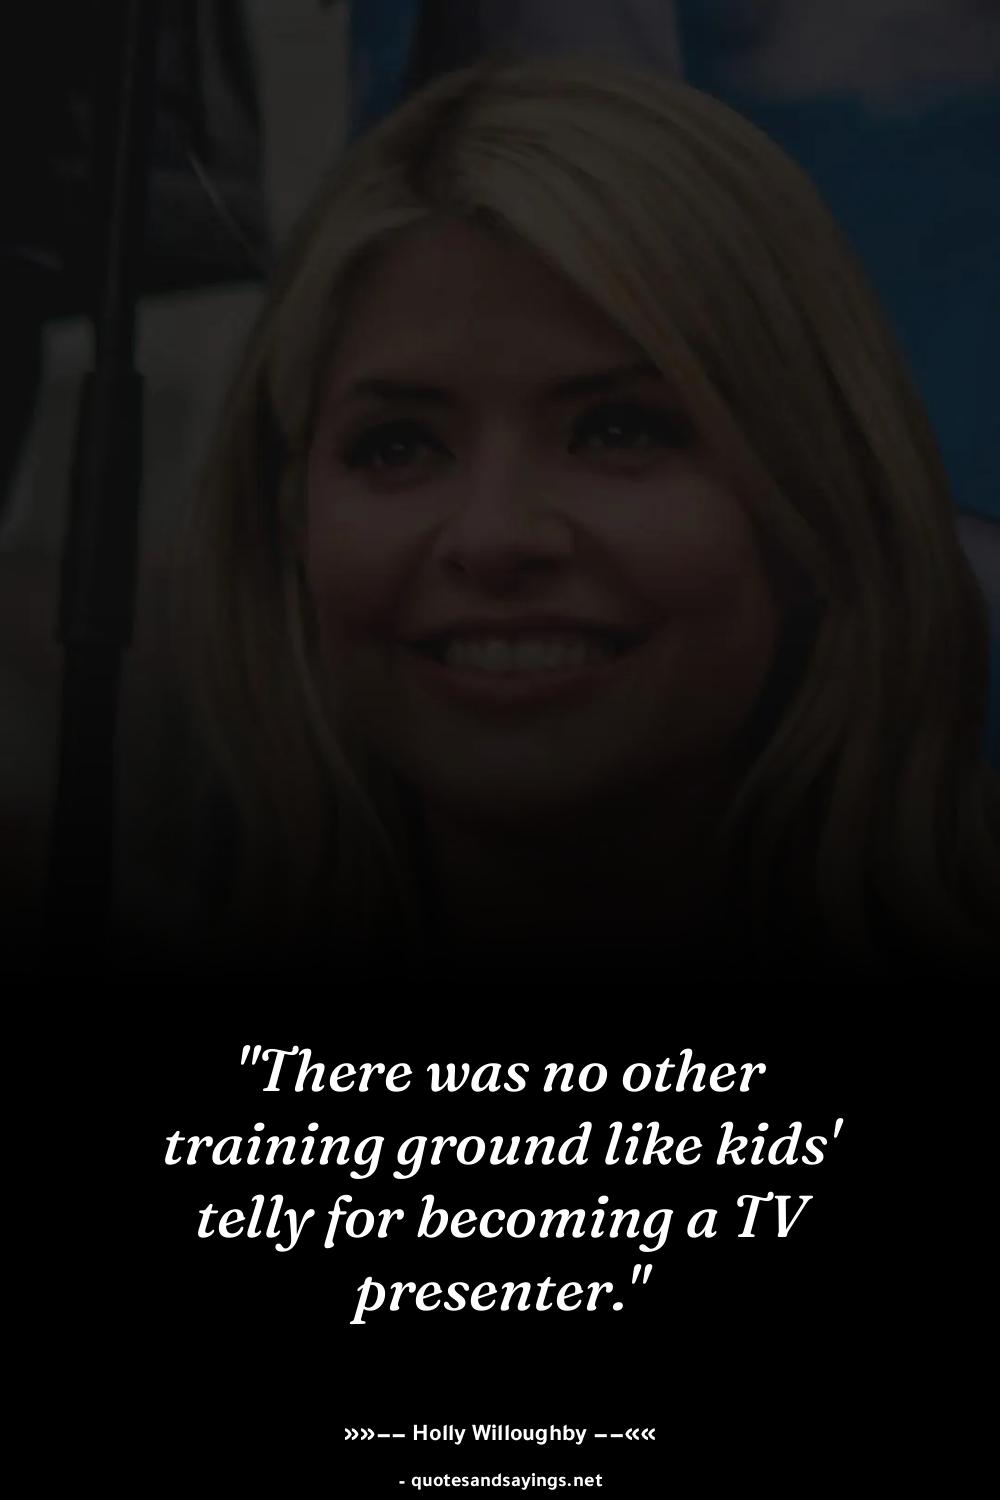 "There was no other
training ground like kids'
telly for becoming a TV
presenter."
»»−− Holly Willoughby −−««
- quotesandsayings.net